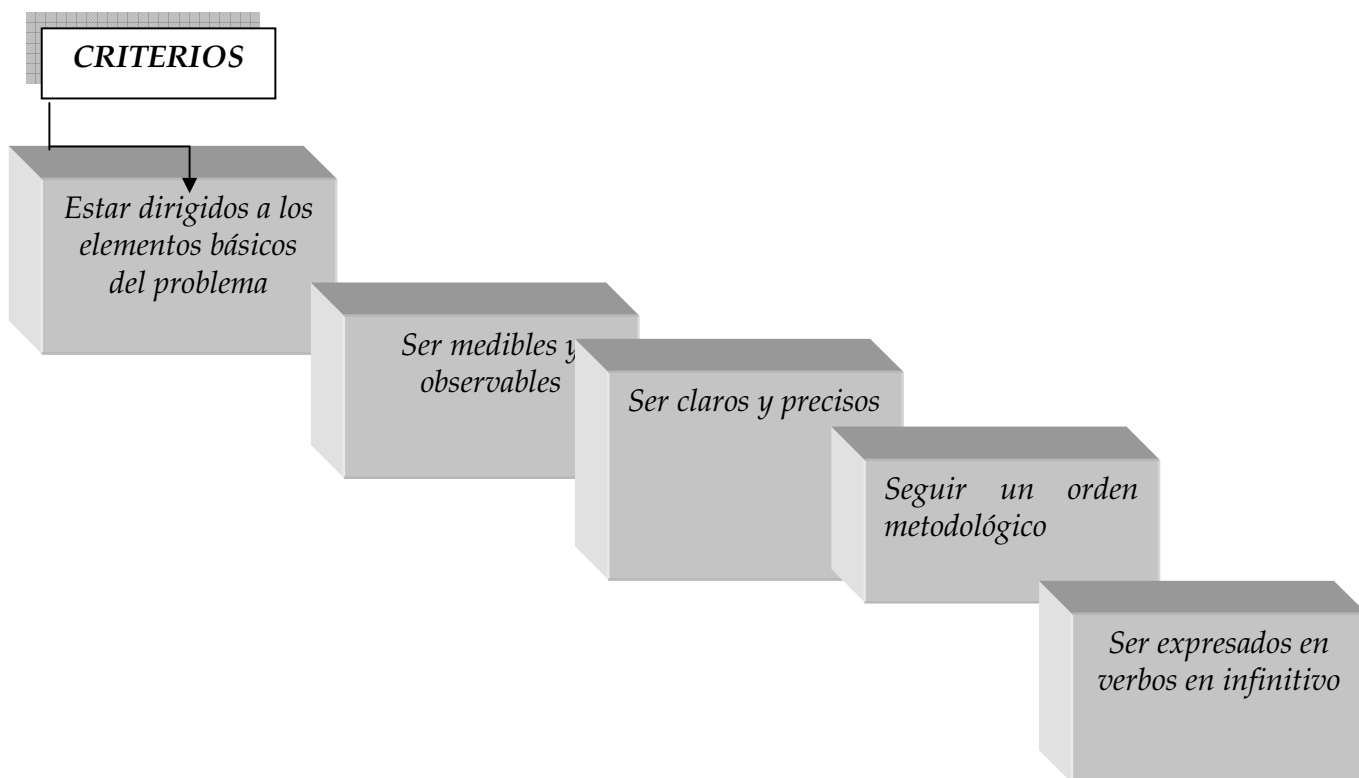 CRITERIOS
Estar dirigidos a los
elementos básicos
del problema
Ser medibles y
observables
Ser claros y precisos
Seguir un orden
metodológico
Ser expresados en
verbos en infinitivo